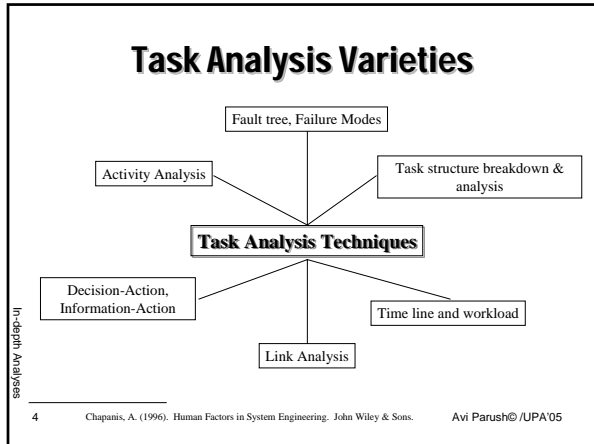 Task Analysis Varieties
Fault tree, Failure Modes
Activity Analysis
Task structure breakdown &
analysis
Task Analysis Techniques
Decision-Action,
Information-Action
Time line and workload
Link Analysis
In-depth Analyses
4
Chapanis, A. (1996). Human Factors in System Engineering. John Wiley & Sons.
Avi Parush© /UPA'05